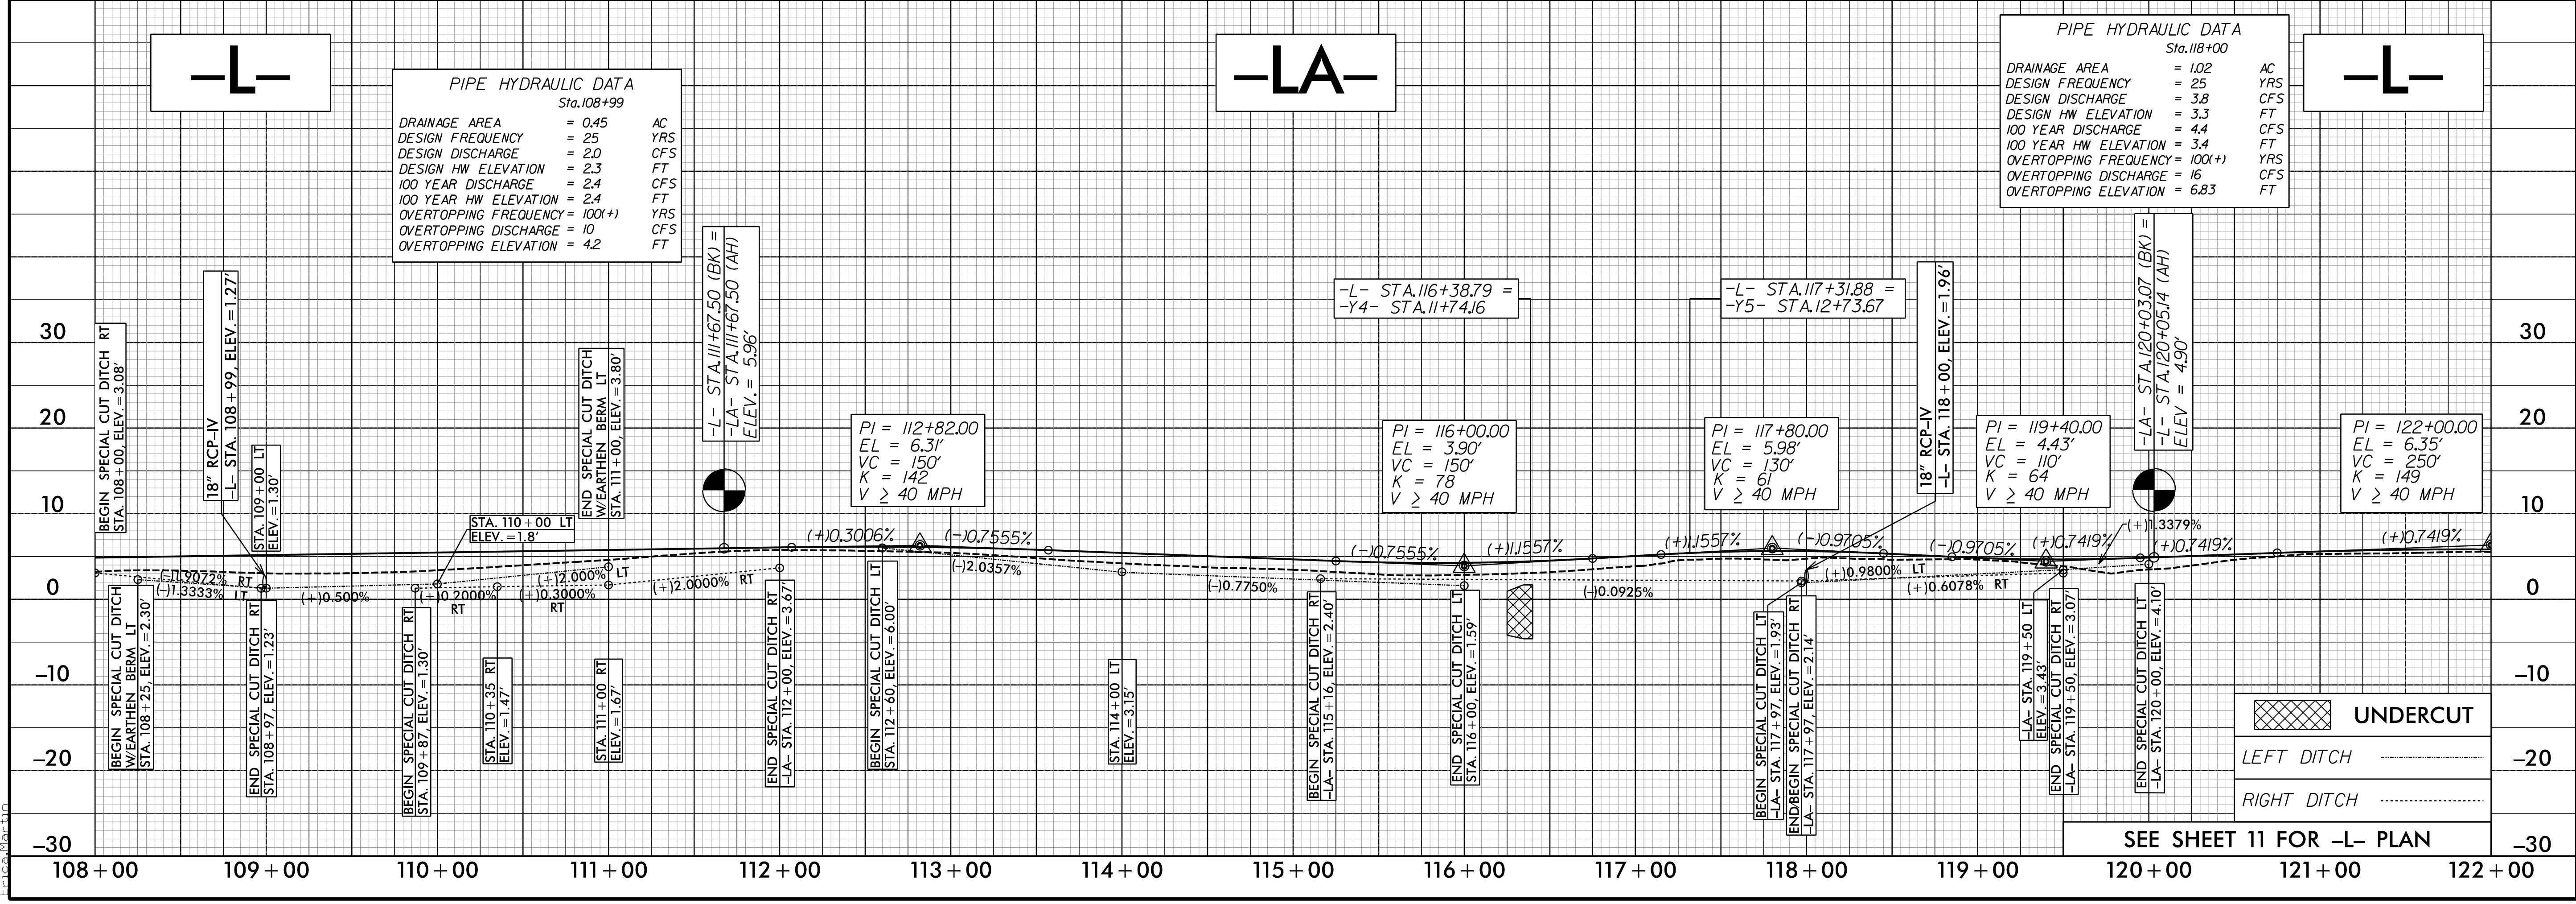 –L–
PIPE HYDRAULIC DATA
Sta.108+99
DRAINAGE AREA = 0.45 AC
DESIGN FREQUENCY = 25 YRS
DESIGN DISCHARGE = 2.0 CFS
DESIGN HW ELEVATION = 2.3 FT
100 YEAR DISCHARGE = 2.4 CFS
100 YEAR HW ELEVATION = 2.4 FT
OVERTOPPING FREQUENCY = 100(+) YRS
OVERTOPPING DISCHARGE = 10 CFS
OVERTOPPING ELEVATION = 4.2 FT
–LA–
PIPE HYDRAULIC DATA
Sta.118+00
DRAINAGE AREA = 1.02 AC
DESIGN FREQUENCY = 25 YRS
DESIGN DISCHARGE = 3.8 CFS
DESIGN HW ELEVATION = 3.3 FT
100 YEAR DISCHARGE = 4.4 CFS
100 YEAR HW ELEVATION = 3.4 FT
OVERTOPPING FREQUENCY = 100(+) YRS
OVERTOPPING DISCHARGE = 16 CFS
OVERTOPPING ELEVATION = 6.83 FT
–L–
30
20
10
0
–10
–20
–30
BEGIN SPECIAL CUT DITCH RT
STA. 108+00, ELEV.=3.08'
18" RCP–IV
–L– STA. 108+99, ELEV.=1.27'
STA. 109+00 LT
ELEV.=1.30'
STA. 110+00 LT
ELEV.=1.8'
END SPECIAL CUT DITCH
W/EARTHEN BERM LT
STA. 111+00, ELEV.=3.80'
-L- STA.111+67.50 (BK) =
-LA- STA.111+67.50 (AH)
ELEV. = 5.96'
PI = 112+82.00
EL = 6.31'
VC = 150'
K = 142
V ≥ 40 MPH
-L- STA.116+38.79 =
-Y4- STA.11+74.16
PI = 116+00.00
EL = 3.90'
VC = 150'
K = 78
V ≥ 40 MPH
-L- STA.117+31.88 =
-Y5- STA.12+73.67
PI = 117+80.00
EL = 5.98'
VC = 130'
K = 61
V ≥ 40 MPH
18" RCP–IV
–L– STA. 118+00, ELEV.=1.96'
PI = 119+40.00
EL = 4.43'
VC = 110'
K = 64
V ≥ 40 MPH
-LA- STA.120+03.07 (BK) =
-L- STA.120+05.14 (AH)
ELEV = 4.90'
PI = 122+00.00
EL = 6.35'
VC = 250'
K = 149
V ≥ 40 MPH
30
20
10
0
–10
–20
–30
(+)0.3006%
(-)0.7555%
(-)0.7555%
(+)1.1557%
(+)1.1557%
(-)0.9705%
(-)0.9705%
(+)0.7419%
(+)1.3379%
(+)0.7419%
(+)0.7419%
(–)1.9072% RT
(–)1.3333% LT
(+)0.500%
(+)0.2000%
RT
(+)2.000% LT
(+)0.3000%
RT
(+)2.0000% RT
(–)2.0357%
(–)0.7750%
(–)0.0925%
(+)0.9800% LT
(+)0.6078% RT
BEGIN SPECIAL CUT DITCH
W/EARTHEN BERM LT
STA. 108+25, ELEV.=2.30'
END SPECIAL CUT DITCH RT
STA. 108+97, ELEV.=1.23'
BEGIN SPECIAL CUT DITCH RT
STA. 109+87, ELEV.=1.30'
STA. 110+35 RT
ELEV.=1.47'
STA. 111+00 RT
ELEV.=1.67'
END SPECIAL CUT DITCH RT
–LA– STA. 112+00, ELEV.=3.67'
BEGIN SPECIAL CUT DITCH LT
STA. 112+60, ELEV.=6.00'
STA. 114+00 LT
ELEV.=3.15'
BEGIN SPECIAL CUT DITCH RT
–LA– STA. 115+16, ELEV.=2.40'
END SPECIAL CUT DITCH LT
STA. 116+00, ELEV.=1.59'
BEGIN SPECIAL CUT DITCH LT
–LA– STA. 117+97, ELEV.=1.93'
END/BEGIN SPECIAL CUT DITCH RT
–LA– STA. 117+97, ELEV.=2.14'
–LA– STA. 119+50 LT
ELEV.=3.43'
END SPECIAL CUT DITCH RT
–LA– STA. 119+50, ELEV.=3.07'
END SPECIAL CUT DITCH LT
–LA– STA. 120+00, ELEV.=4.10'
UNDERCUT
LEFT DITCH
RIGHT DITCH
SEE SHEET 11 FOR –L– PLAN
108+00 109+00 110+00 111+00 112+00 113+00 114+00 115+00 116+00 117+00 118+00 119+00 120+00 121+00 122+00